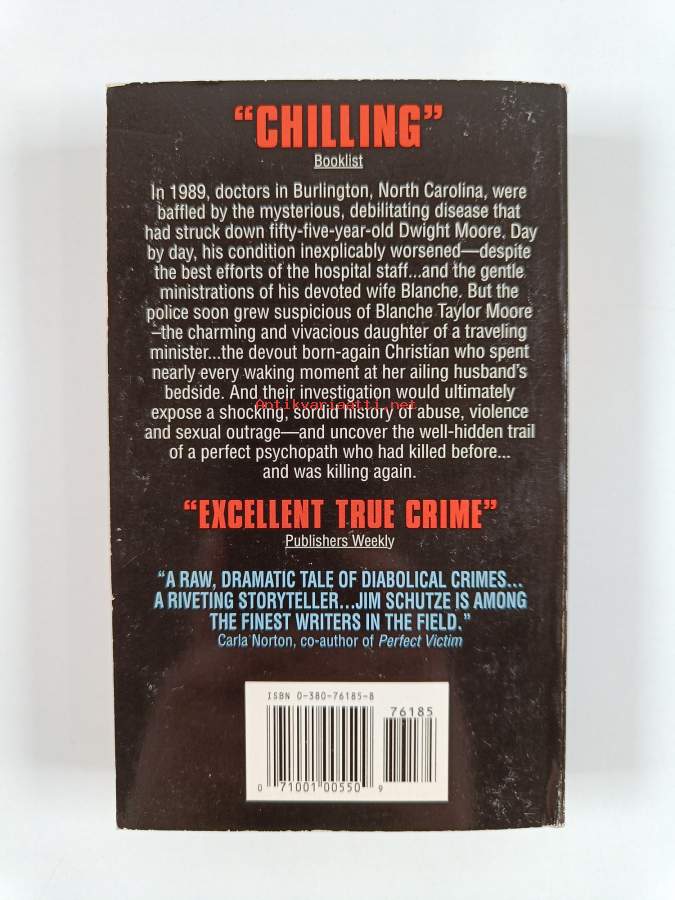 “CHILLING”
Booklist
In 1989, doctors in Burlington, North Carolina, were
baffled by the mysterious, debilitating disease that
had struck down fifty-five-year-old Dwight Moore. Day
by day, his condition inexplicably worsened—despite
the best efforts of the hospital staff...and the gentle
ministrations of his devoted wife Blanche. But the
police soon grew suspicious of Blanche Taylor Moore
—the charming and vivacious daughter of a traveling
minister...the devout born-again Christian who spent
nearly every waking moment at her ailing husband's
bedside. And their investigation would ultimately
Antikvariaatti.net
expose a shocking, sordid history of abuse, violence
and sexual outrage—and uncover the well-hidden trail
of a perfect psychopath who had killed before...
and was killing again.
“EXCELLENT TRUE CRIME”
Publishers Weekly
“A RAW, DRAMATIC TALE OF DIABOLICAL CRIMES...
A RIVETING STORYTELLER...JIM SCHUTZE IS AMONG
THE FINEST WRITERS IN THE FIELD.”
Carla Norton, co-author of Perfect Victim
ISBN 0-380-76185-8
76185
0 71001 00550 9